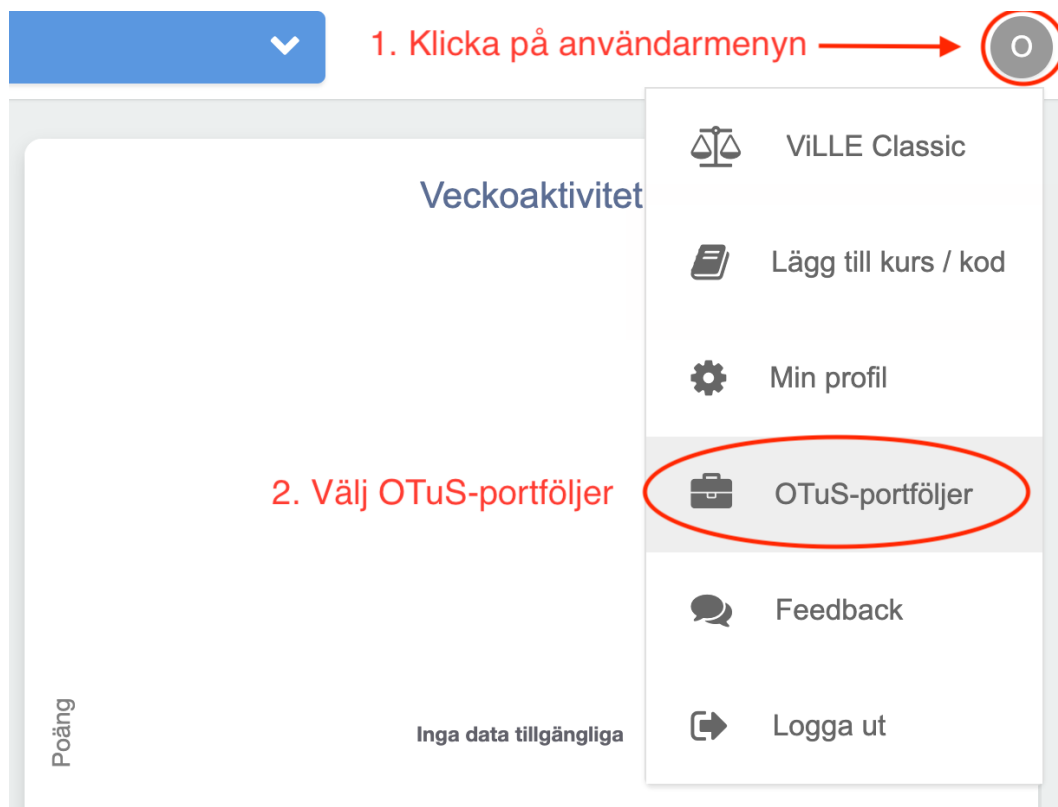 1. Klicka på användarmenyn
O
ViLLE Classic
Veckoaktivitet
Lägg till kurs / kod
Min profil
2. Välj OTuS-portföljer
OTuS-portföljer
Feedback
Poäng
Inga data tillgängliga
Logga ut